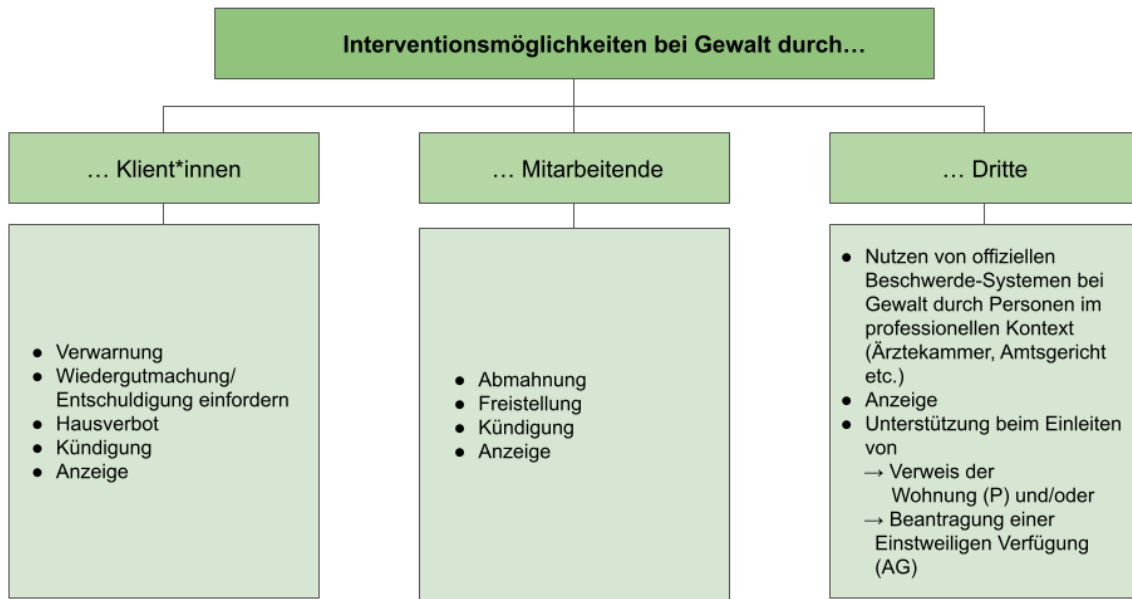 Interventionsmöglichkeiten bei Gewalt durch…
… Klient*innen
● Verwarnung
● Wiedergutmachung/
Entschuldigung einfordern
● Hausverbot
● Kündigung
● Anzeige
… Mitarbeitende
● Abmahnung
● Freistellung
● Kündigung
● Anzeige
… Dritte
● Nutzen von offiziellen
Beschwerde-Systemen bei
Gewalt durch Personen im
professionellen Kontext
(Ärztekammer, Amtsgericht
etc.)
● Anzeige
● Unterstützung beim Einleiten
von
→ Verweis der
Wohnung (P) und/oder
→ Beantragung einer
Einstweiligen Verfügung
(AG)